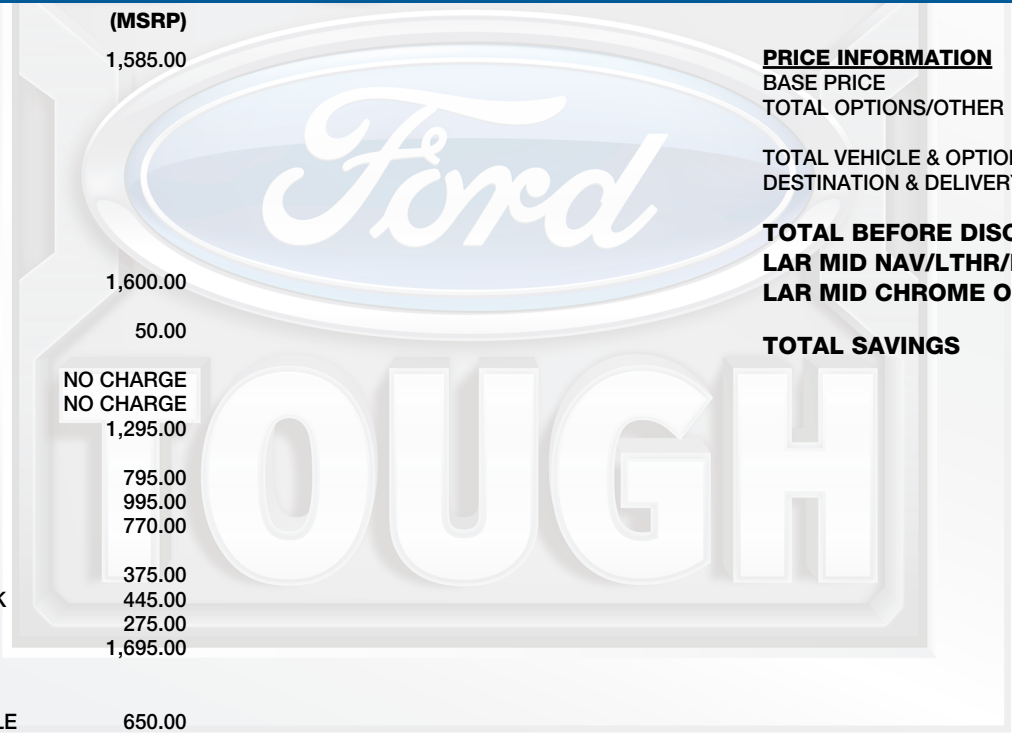 (MSRP)
1,585.00
1,600.00
50.00
NO CHARGE
NO CHARGE
1,295.00
795.00
995.00
770.00
375.00
K 445.00
275.00
1,695.00
LE 650.00
PRICE INFORMATION
BASE PRICE
TOTAL OPTIONS/OTHER
TOTAL VEHICLE & OPTION
DESTINATION & DELIVERY
TOTAL BEFORE DISC
LAR MID NAV/LTHR/
LAR MID CHROME O
TOTAL SAVINGS
Ford
TOUGH